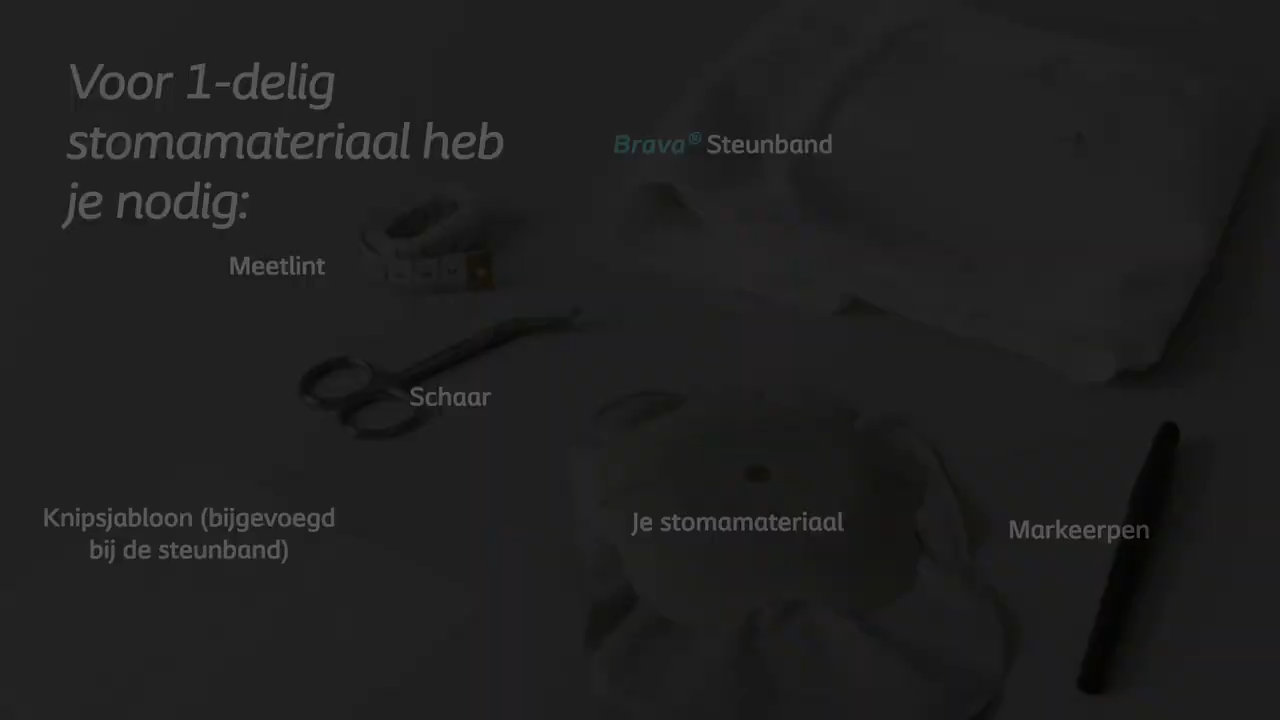 Voor 1-delig
stomamateriaal heb
je nodig:
Brava® Steunband
Meetlint
Schaar
Knipsjabloon (bijgevoegd
bij de steunband)
Je stomamateriaal
Markeerpen